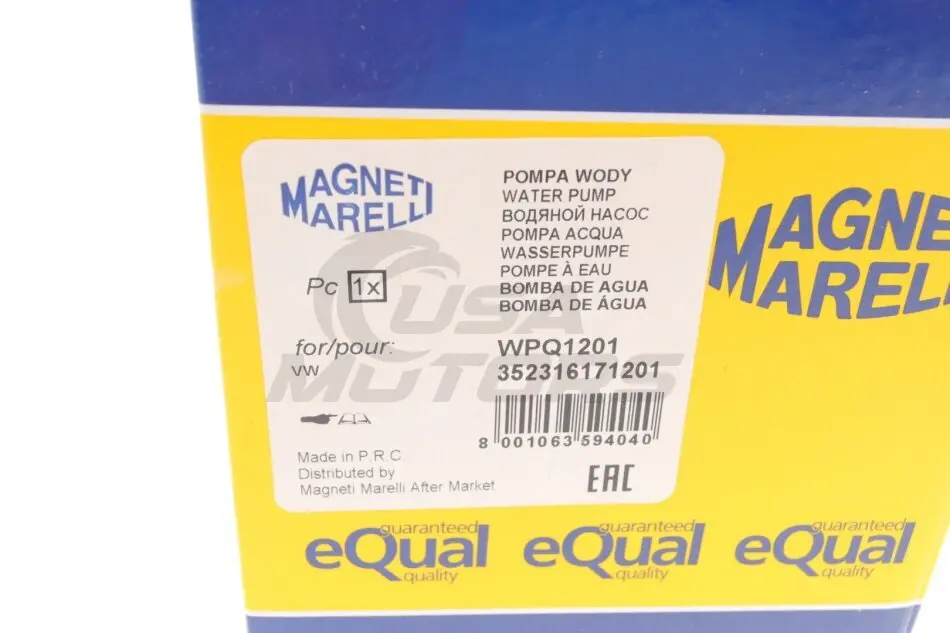 MAGNETI
MARELLI
Pc 1x
for/pour:
VW
POMPA WODY
WATER PUMP
ВОДЯНОЙ НАСОС
POMPA ACQUA
WASSERPUMPE
POMPE À EAU
BOMBA DE AGUA
BOMBA DE ÁGUA
WPQ1201
352316171201
8 001063 594040
Made in P.R.C
Distributed by
Magneti Marelli After Market
EAC
MAGNE
MARELL
USA
MOTORS
guaranteed
eQual
quality
guaranteed
eQual
quality
guaranteed
eQual
quality